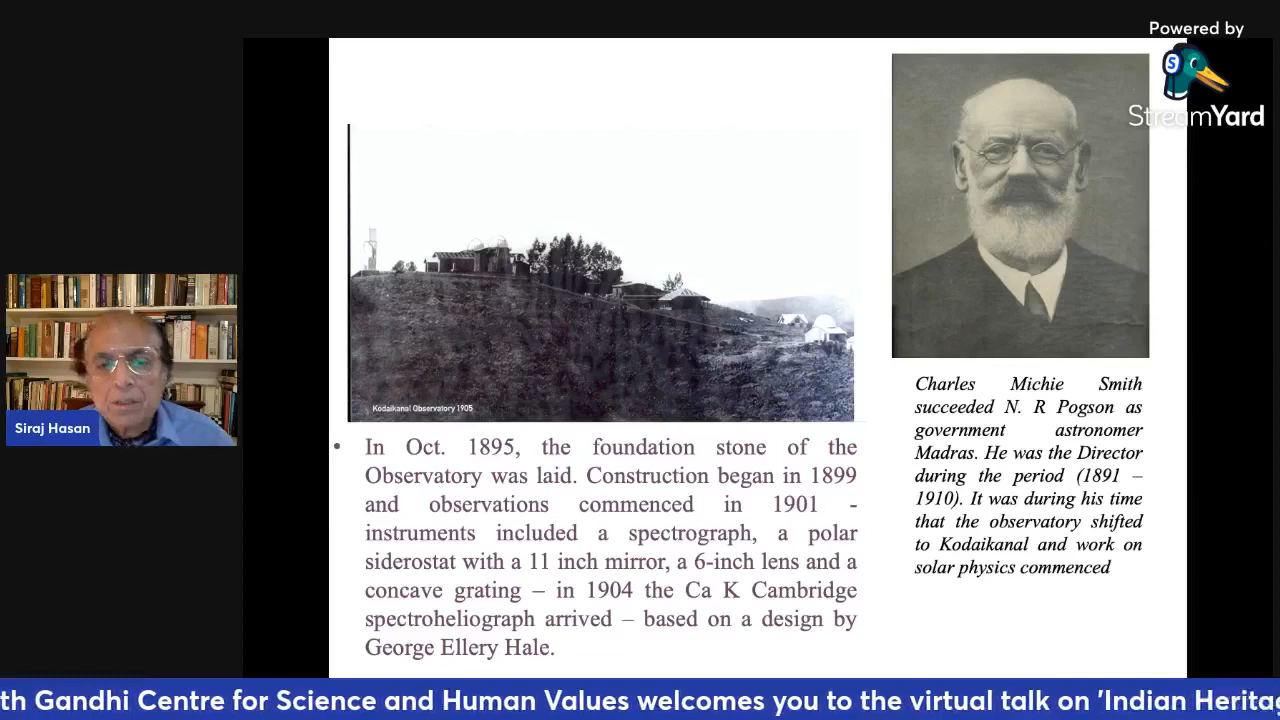 Powered by
S
StreamYard
Kodaikanal Observatory 1905
• In Oct. 1895, the foundation stone of the
Observatory was laid. Construction began in 1899
and observations commenced in 1901 -
instruments included a spectrograph, a polar
siderostat with a 11 inch mirror, a 6-inch lens and a
concave grating – in 1904 the Ca K Cambridge
spectroheliograph arrived – based on a design by
George Ellery Hale.
Charles Michie Smith
succeeded N. R Pogson as
government astronomer
Madras. He was the Director
during the period (1891 –
1910). It was during his time
that the observatory shifted
to Kodaikanal and work on
solar physics commenced
Siraj Hasan
th Gandhi Centre for Science and Human Values welcomes you to the virtual talk on 'Indian Heritag